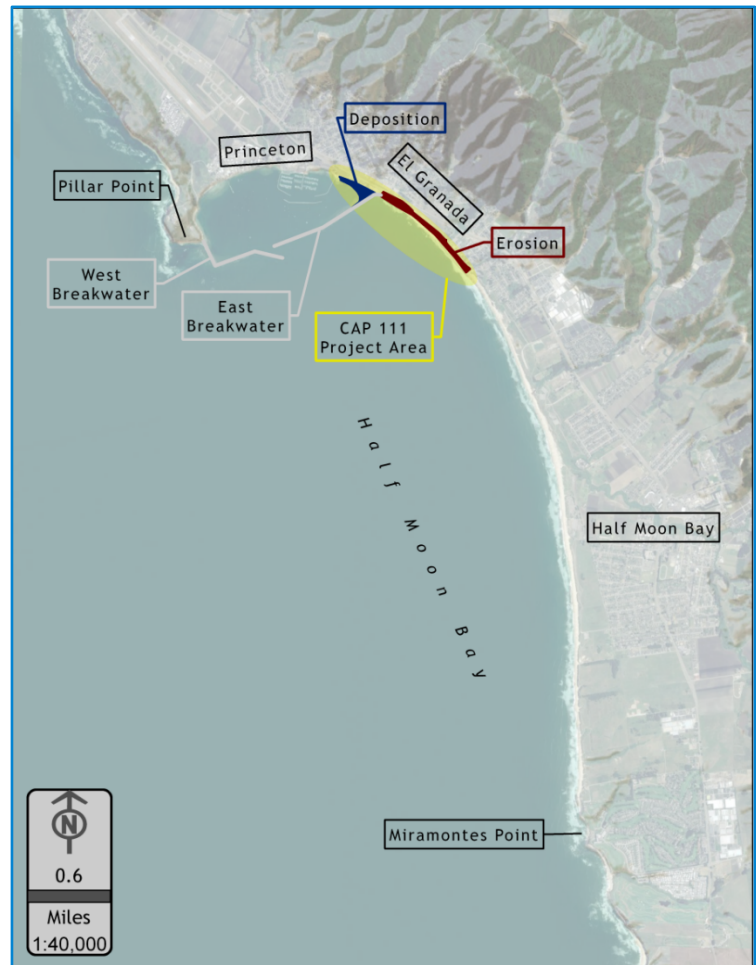 Deposition
Princeton
El Granada
Pillar Point
Erosion
West
Breakwater
East
Breakwater
CAP 111
Project Area
Half Moon Bay
Half Moon Bay
Miramontes Point
N
0.6
Miles
1:40,000